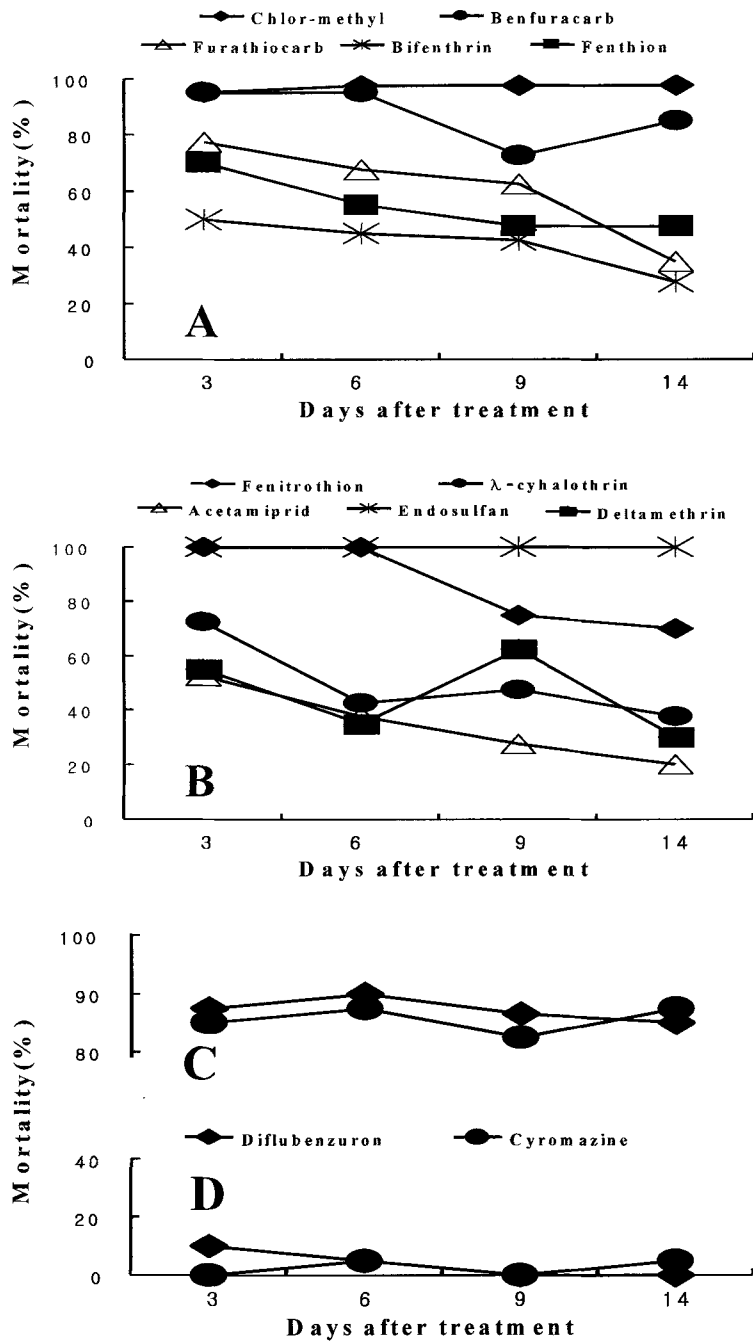 Chlor-methyl Benfuracarb
Furathiocarb Bifenthrin Fenthion
100
80
60
40
20
0
Mortality(%)
A
3 6 9 14
Days after treatment
Fenitrothion λ-cyhalothrin
Acetamiprid Endosulfan Deltamethrin
100
80
60
40
20
0
Mortality(%)
B
3 6 9 14
Days after treatment
100
90
80
Mortality(%)
C
Diflubenzuron Cyromazine
40
20
0
D
3 6 9 14
Days after treatment